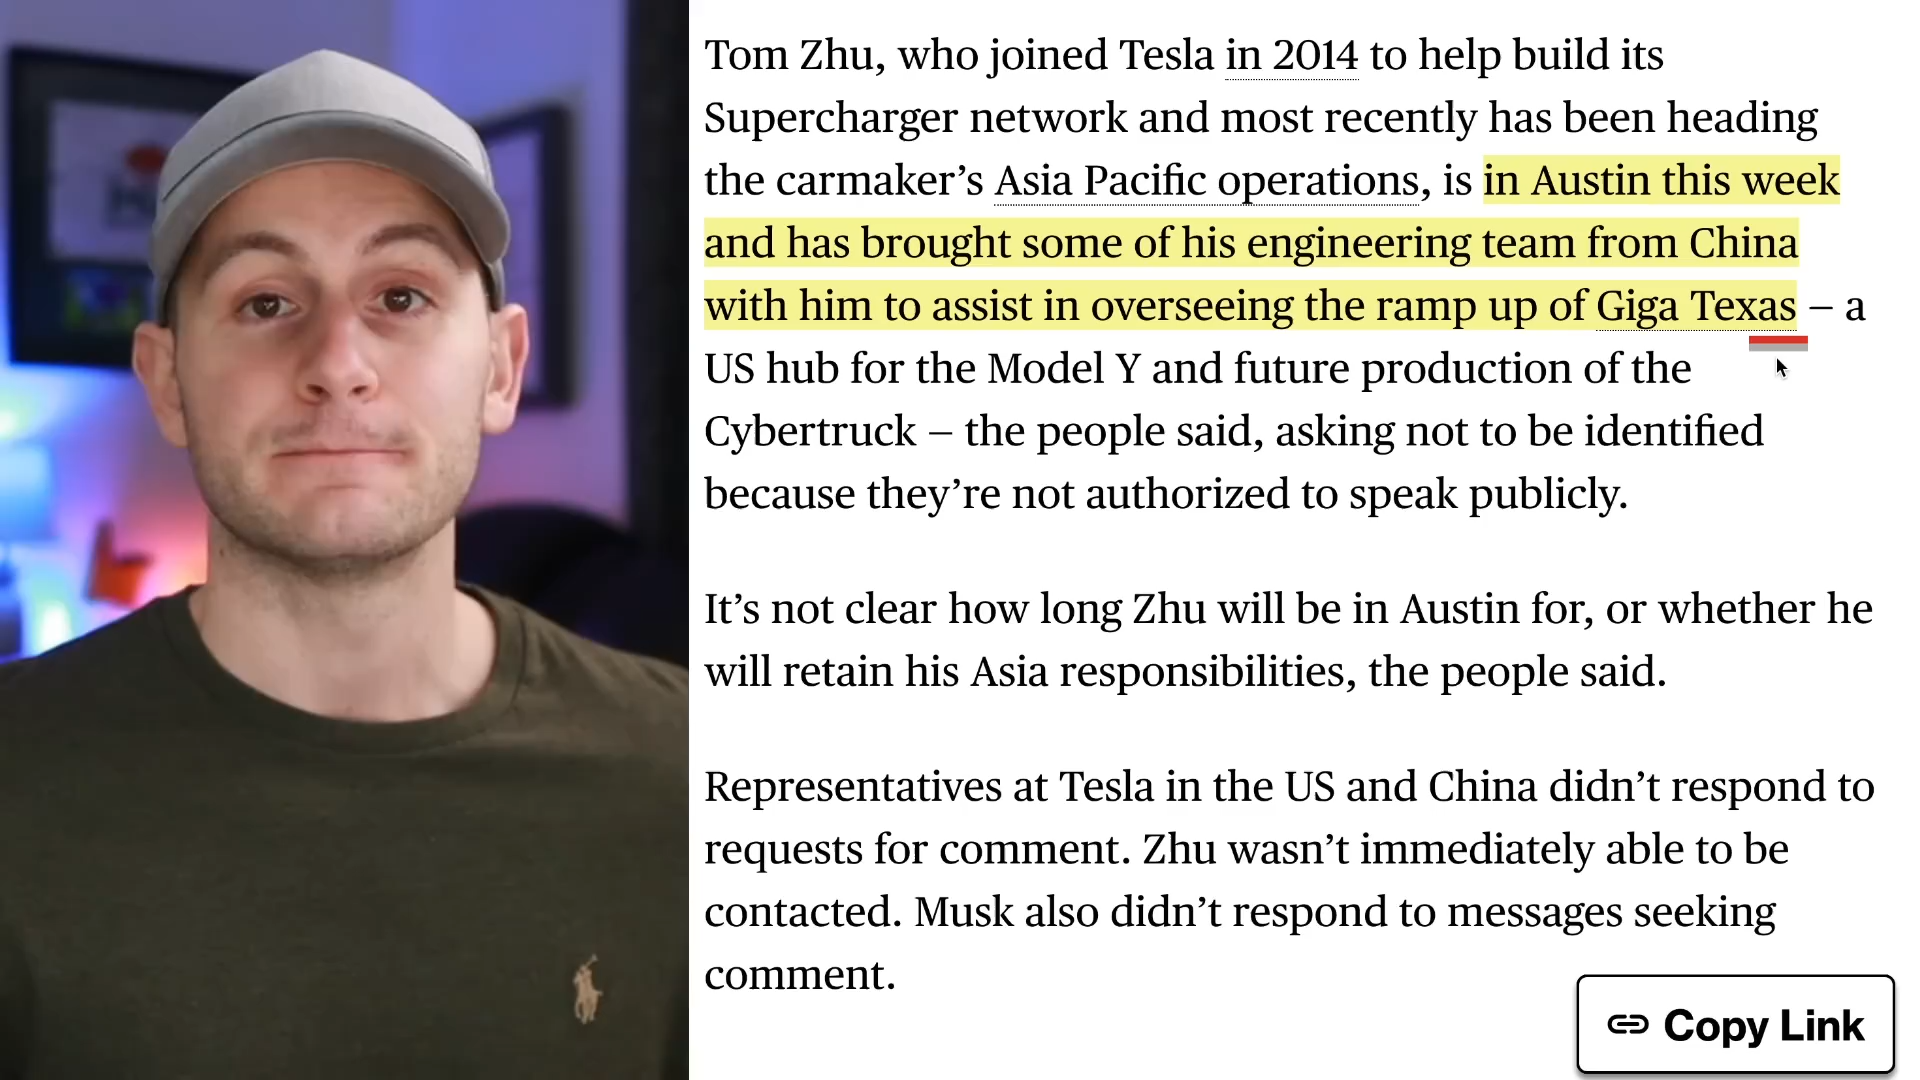 Tom Zhu, who joined Tesla in 2014 to help build its
Supercharger network and most recently has been heading
the carmaker’s Asia Pacific operations, is in Austin this week
and has brought some of his engineering team from China
with him to assist in overseeing the ramp up of Giga Texas – a
US hub for the Model Y and future production of the
Cybertruck – the people said, asking not to be identified
because they’re not authorized to speak publicly.
It’s not clear how long Zhu will be in Austin for, or whether he
will retain his Asia responsibilities, the people said.
Representatives at Tesla in the US and China didn’t respond to
requests for comment. Zhu wasn’t immediately able to be
contacted. Musk also didn’t respond to messages seeking
comment.
Copy Link